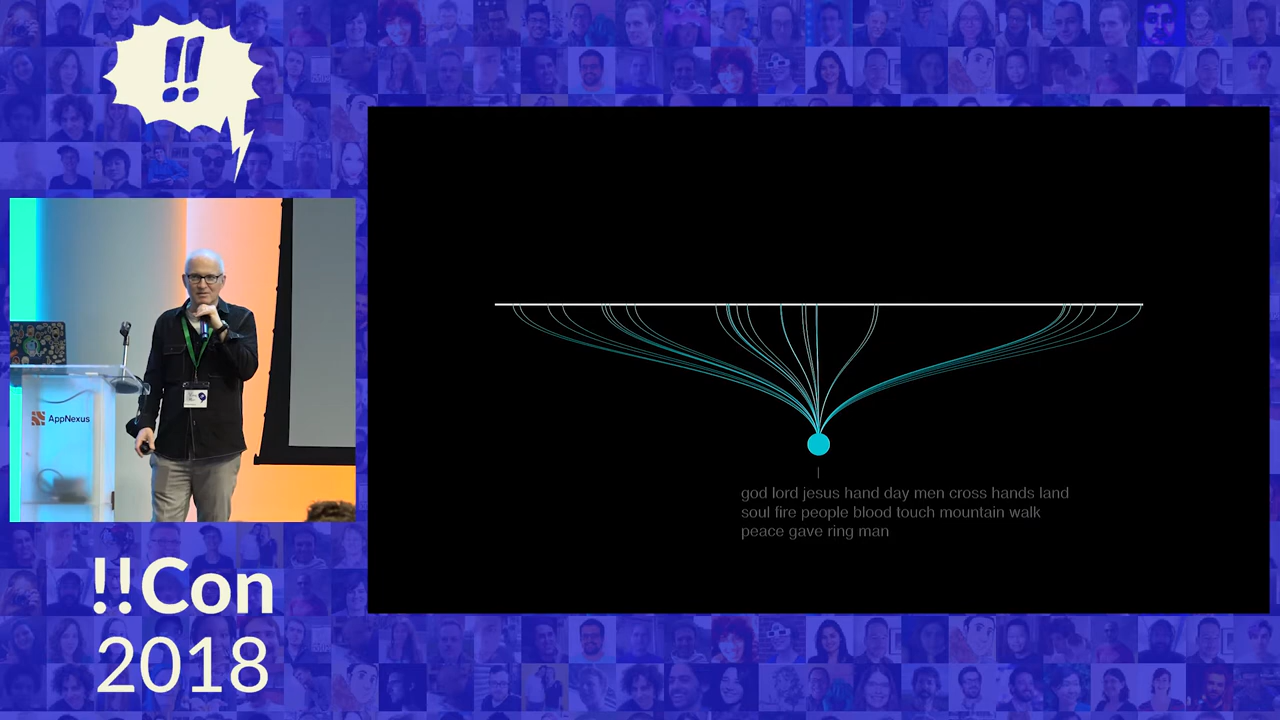 !!
AppNexus
god lord jesus hand day men cross hands land
soul fire people blood touch mountain walk
peace gave ring man
!!Con
2018